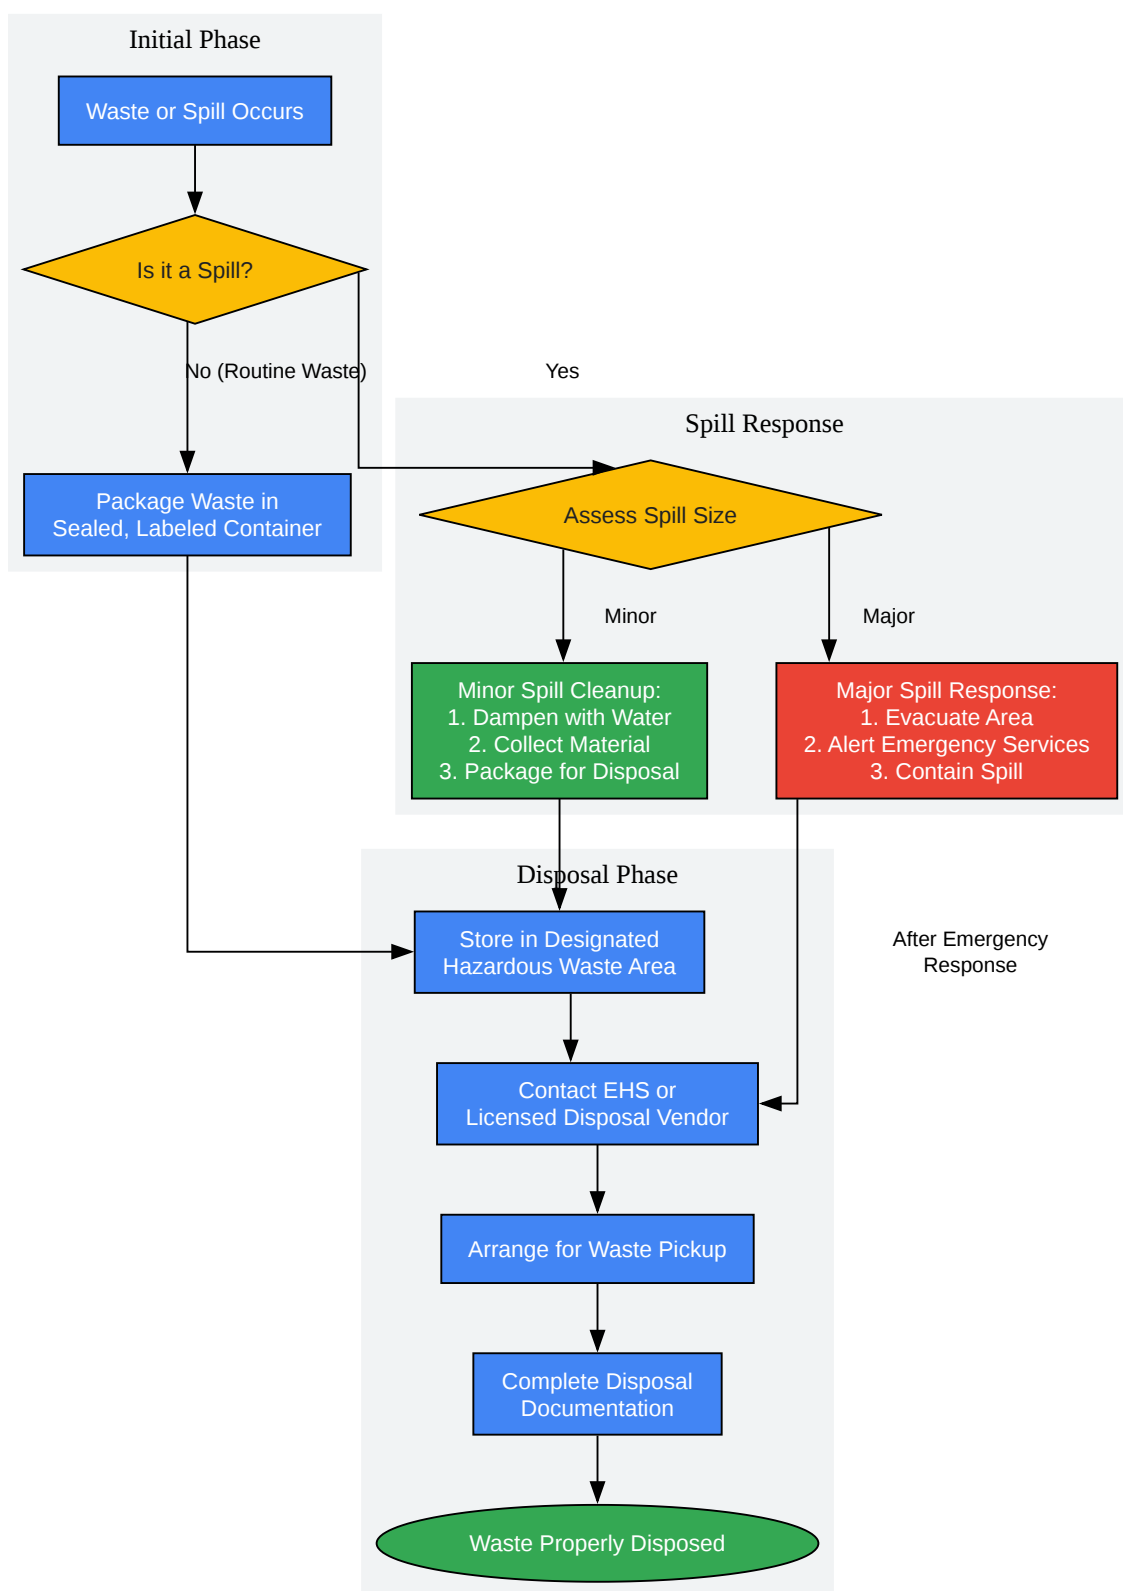 Initial Phase
Waste or Spill Occurs
Is it a Spill?
No (Routine Waste)
Yes
Package Waste in
Sealed, Labeled Container
Spill Response
Assess Spill Size
Minor
Major
Minor Spill Cleanup:
1. Dampen with Water
2. Collect Material
3. Package for Disposal
Major Spill Response:
1. Evacuate Area
2. Alert Emergency Services
3. Contain Spill
Disposal Phase
Store in Designated
Hazardous Waste Area
After Emergency
Response
Contact EHS or
Licensed Disposal Vendor
Arrange for Waste Pickup
Complete Disposal
Documentation
Waste Properly Disposed